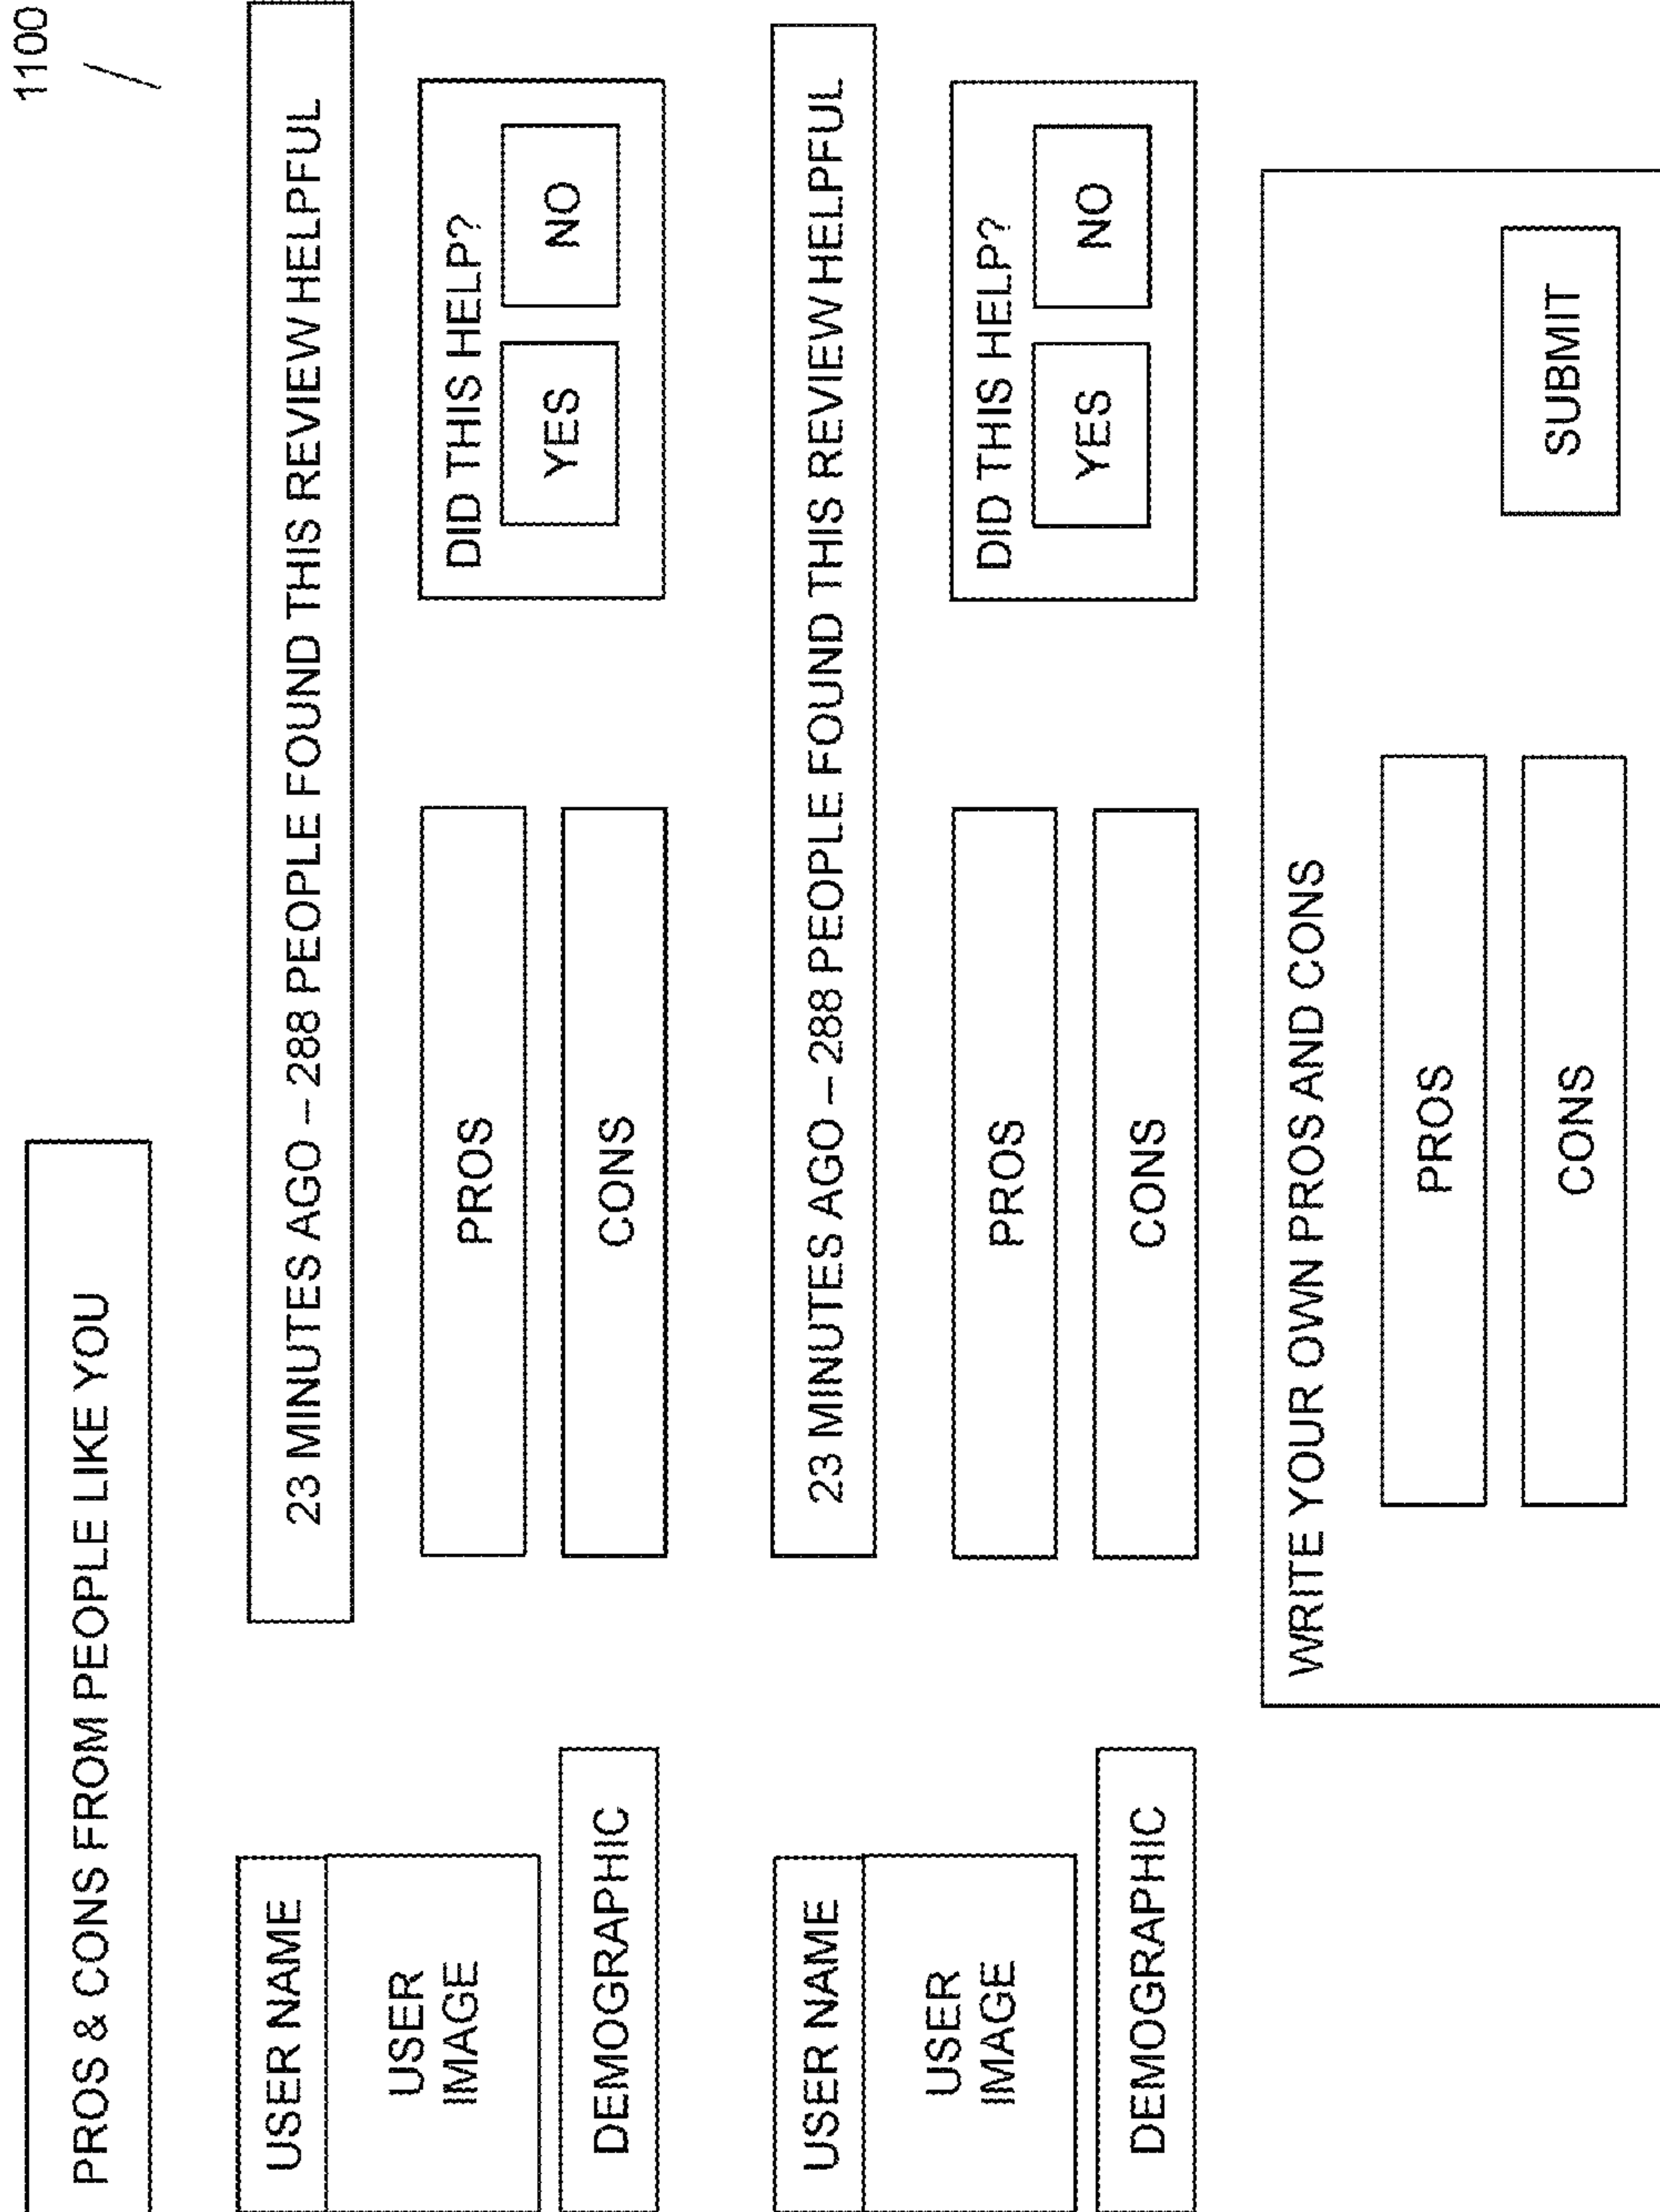 1100
PROS & CONS FROM PEOPLE LIKE YOU
USER NAME
USER
IMAGE
DEMOGRAPHIC
23 MINUTES AGO – 288 PEOPLE FOUND THIS REVIEW HELPFUL
PROS
CONS
DID THIS HELP?
YES
NO
USER NAME
USER
IMAGE
DEMOGRAPHIC
23 MINUTES AGO – 288 PEOPLE FOUND THIS REVIEW HELPFUL
PROS
CONS
DID THIS HELP?
YES
NO
WRITE YOUR OWN PROS AND CONS
PROS
CONS
SUBMIT